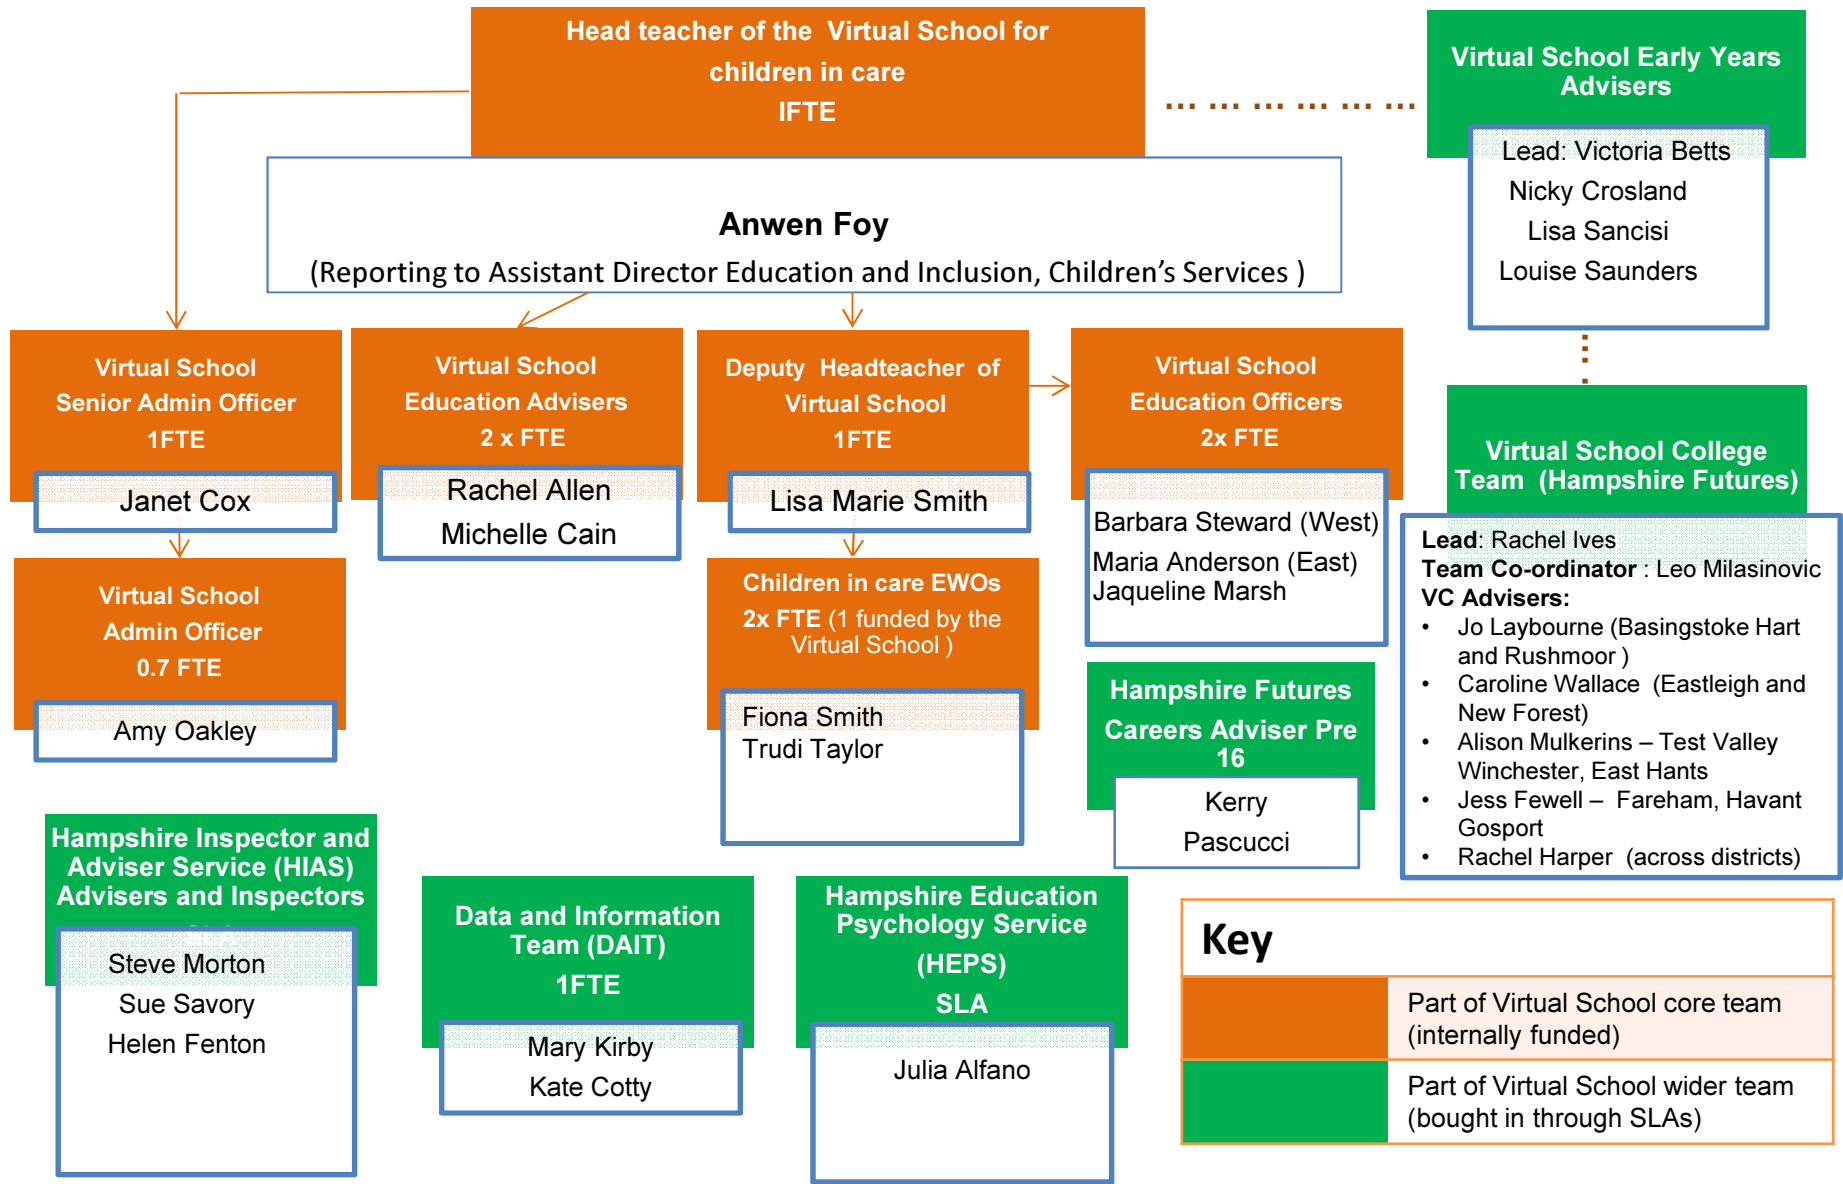 Head teacher of the Virtual School for
children in care
IFTE
Anwen Foy
(Reporting to Assistant Director Education and Inclusion, Children's Services )
Virtual School Early Years
Advisers
Lead: Victoria Betts
Nicky Crosland
Lisa Sancisi
Louise Saunders
Virtual School
Senior Admin Officer
1FTE
Janet Cox
Virtual School
Education Advisers
2 x FTE
Rachel Allen
Michelle Cain
Deputy Headteacher of
Virtual School
1FTE
Lisa Marie Smith
Virtual School
Education Officers
2x FTE
Barbara Steward (West)
Maria Anderson (East)
Jaqueline Marsh
Virtual School College
Team (Hampshire Futures)
Lead: Rachel Ives
Team Co-ordinator : Leo Milasinovic
VC Advisers:
• Jo Laybourne (Basingstoke Hart
and Rushmoor )
• Caroline Wallace (Eastleigh and
New Forest)
• Alison Mulkerins – Test Valley
Winchester, East Hants
• Jess Fewell – Fareham, Havant
Gosport
• Rachel Harper (across districts)
Virtual School
Admin Officer
0.7 FTE
Amy Oakley
Children in care EWOs
2x FTE (1 funded by the
Virtual School )
Fiona Smith
Trudi Taylor
Hampshire Futures
Careers Adviser Pre
16
Kerry
Pascucci
Hampshire Inspector and
Adviser Service (HIAS)
Advisers and Inspectors
Steve Morton
Sue Savory
Helen Fenton
Data and Information
Team (DAIT)
1FTE
Mary Kirby
Kate Cotty
Hampshire Education
Psychology Service
(HEPS)
SLA
Julia Alfano
Key
Part of Virtual School core team
(internally funded)
Part of Virtual School wider team
(bought in through SLAs)